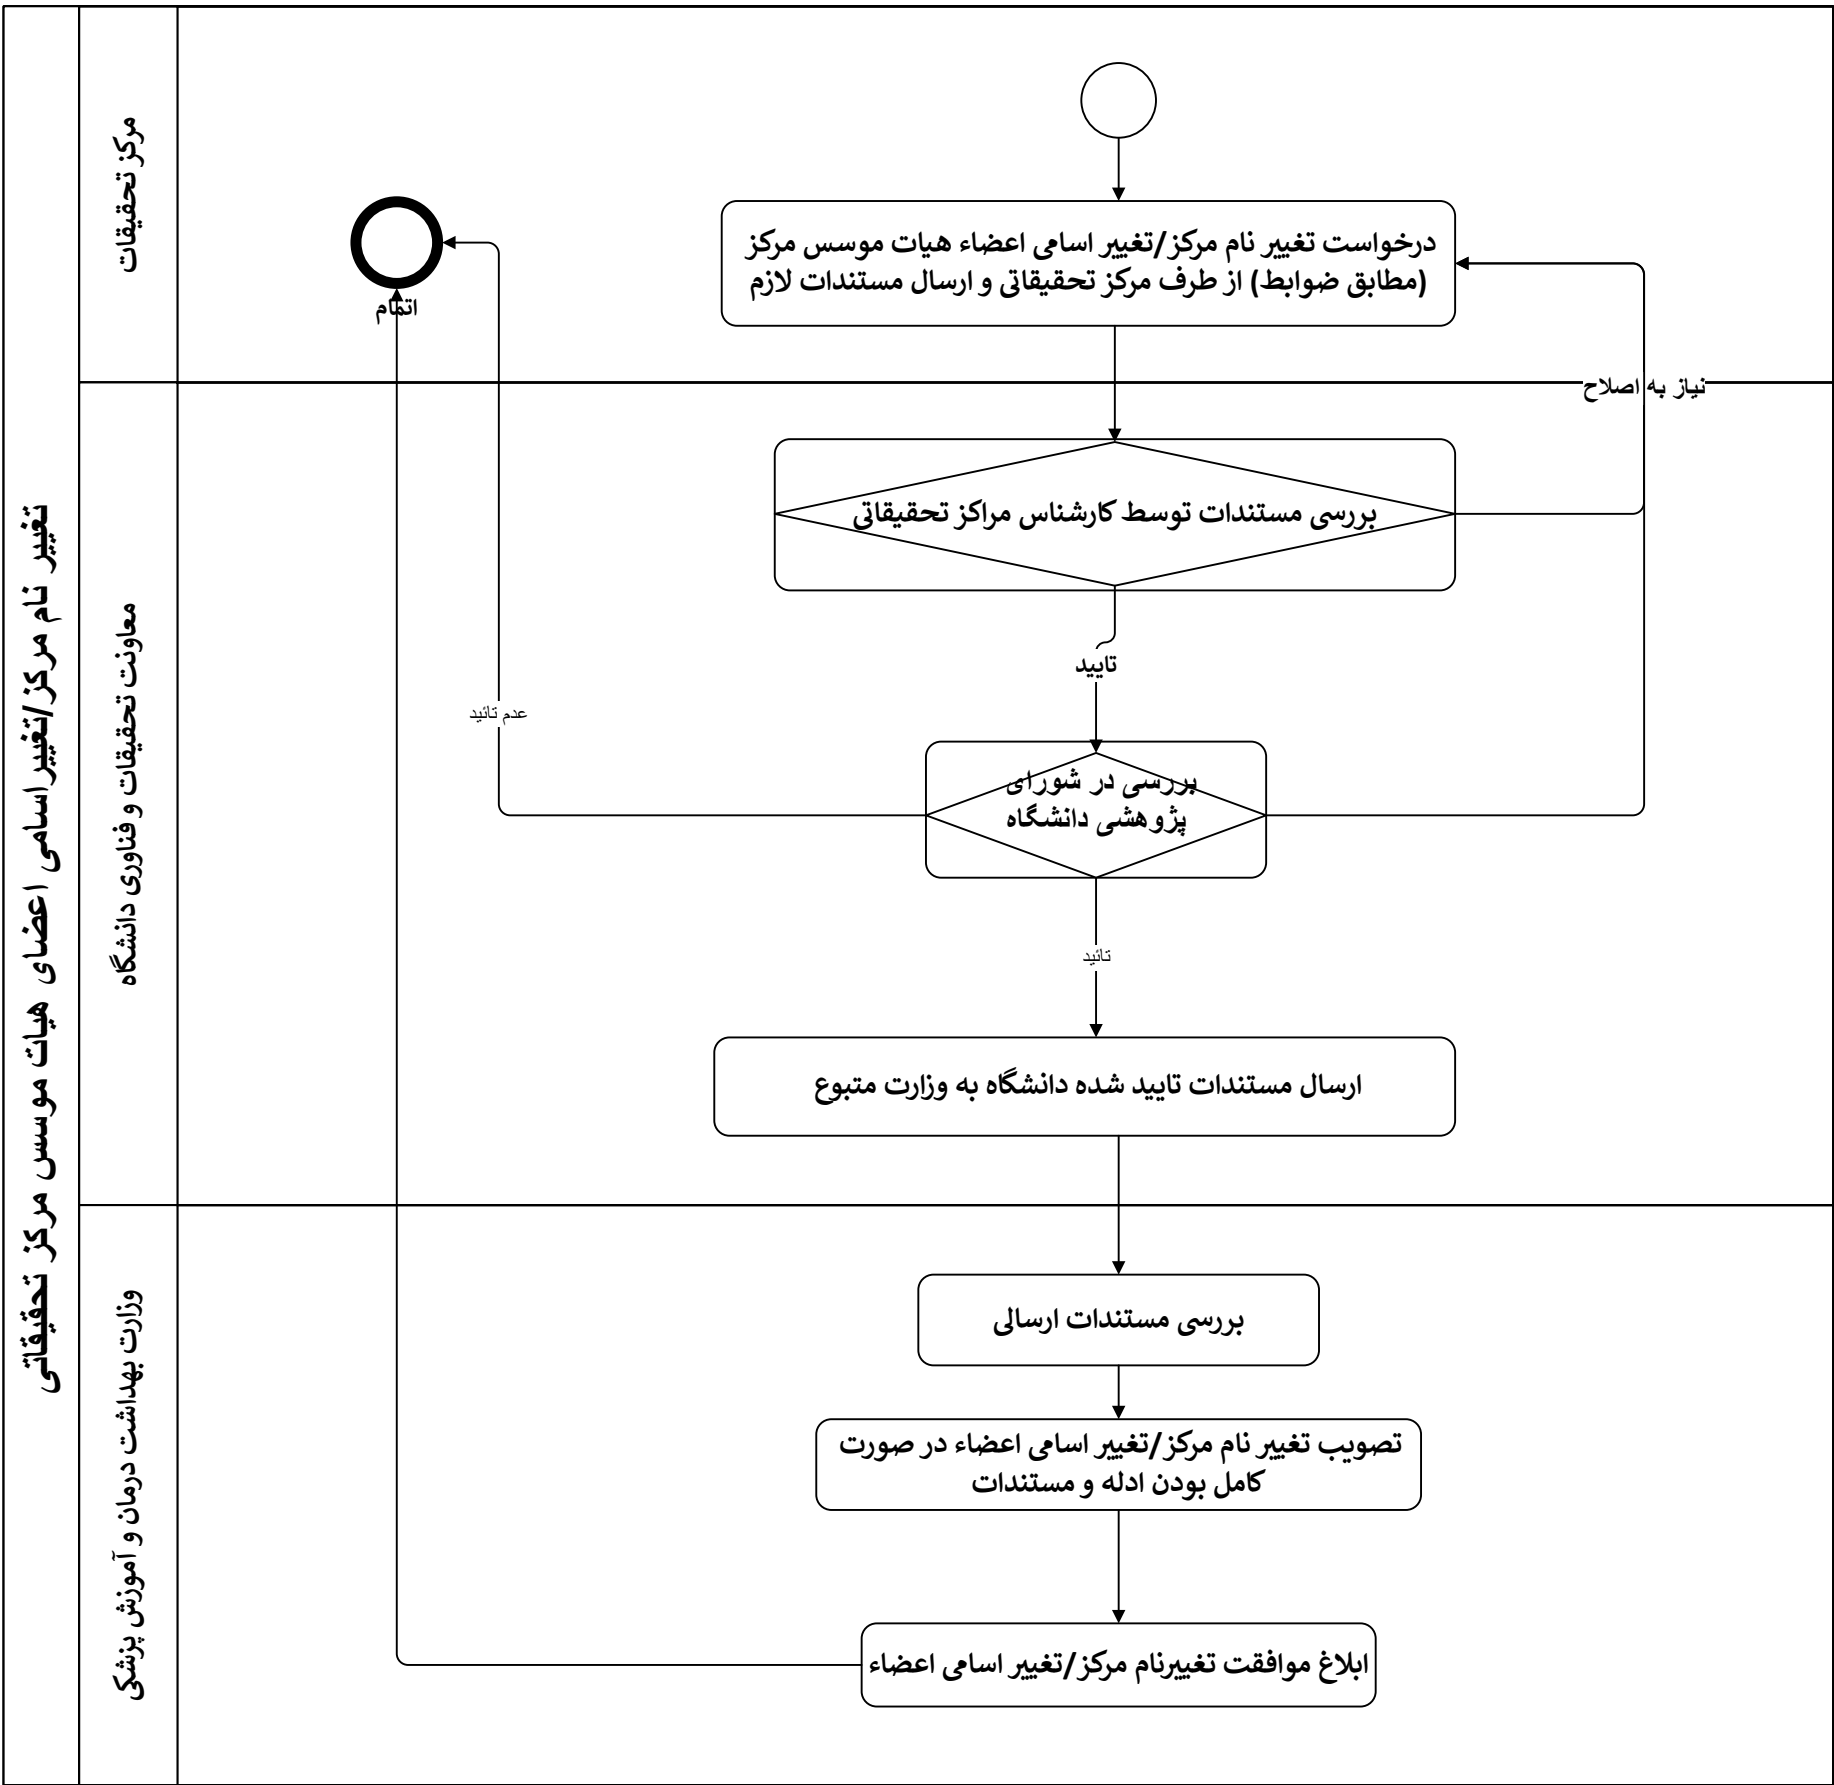 تغییر نام مرکز/تغییر اسامی اعضای هیات موسس مرکز تحقیقاتی
مرکز تحقیقات
درخواست تغییر نام مرکز/تغییر اسامی اعضاء هیات موسس مرکز
(مطابق ضوابط) از طرف مرکز تحقیقاتی و ارسال مستندات لازم
اتمام
نیاز به اصلاح
معاونت تحقیقات و فناوری دانشگاه
بررسی مستندات توسط کارشناس مراکز تحقیقاتی
تایید
عدم تائید
بررسی در شورای
پژوهشی دانشگاه
تائید
ارسال مستندات تایید شده دانشگاه به وزارت متبوع
وزارت بهداشت درمان و آموزش پزشکی
بررسی مستندات ارسالی
تصویب تغییر نام مرکز/تغییر اسامی اعضاء در صورت
کامل بودن ادله و مستندات
ابلاغ موافقت تغییرنام مرکز/تغییر اسامی اعضاء